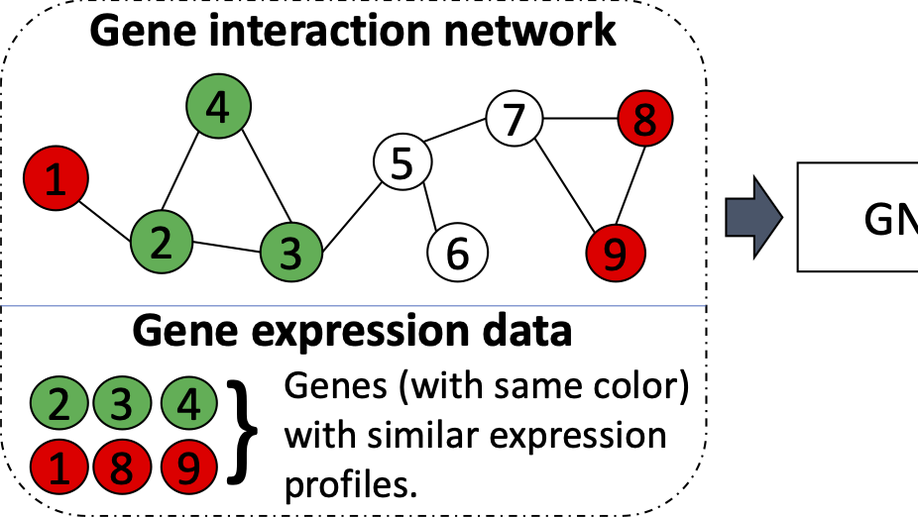 Gene interaction network
4
7
8
1
5
2
3
6
9
GN
Gene expression data
2 3 4
1 8 9
}
Genes (with same color)
with similar expression
profiles.